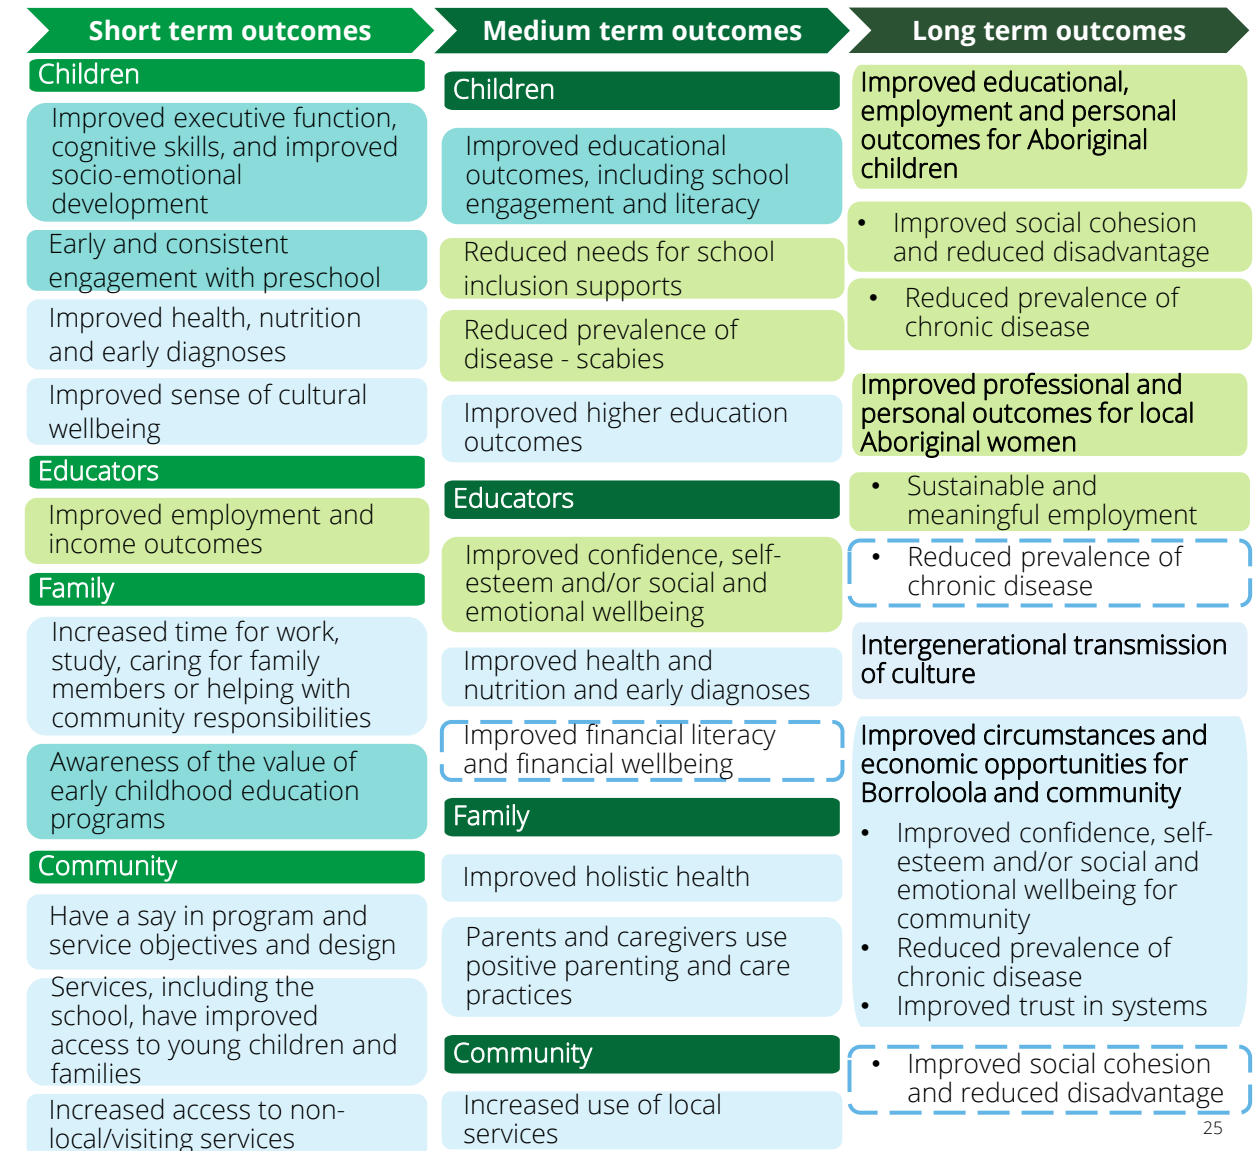 Short term outcomes
Children
Improved executive function,
cognitive skills, and improved
socio-emotional
development
Early and consistent
engagement with preschool
Improved health, nutrition
and early diagnoses
Improved sense of cultural
wellbeing
Educators
Improved employment and
income outcomes
Family
Increased time for work,
study, caring for family
members or helping with
community responsibilities
Awareness of the value of
early childhood education
programs
Community
Have a say in program and
service objectives and design
Services, including the
school, have improved
access to young children and
families
Increased access to non-
local/visiting services
Medium term outcomes
Children
Improved educational
outcomes, including school
engagement and literacy
Reduced needs for school
inclusion supports
Reduced prevalence of
disease - scabies
Improved higher education
outcomes
Educators
Improved confidence, self-
esteem and/or social and
emotional wellbeing
Improved health and
nutrition and early diagnoses
Improved financial literacy
and financial wellbeing
Family
Improved holistic health
Parents and caregivers use
positive parenting and care
practices
Community
Increased use of local
services
Long term outcomes
Improved educational,
employment and personal
outcomes for Aboriginal
children
• Improved social cohesion
and reduced disadvantage
• Reduced prevalence of
chronic disease
Improved professional and
personal outcomes for local
Aboriginal women
• Sustainable and
meaningful employment
• Reduced prevalence of
chronic disease
Intergenerational transmission
of culture
Improved circumstances and
economic opportunities for
Borroloola and community
• Improved confidence, self-
esteem and/or social and
emotional wellbeing for
community
• Reduced prevalence of
chronic disease
• Improved trust in systems
• Improved social cohesion
and reduced disadvantage
25